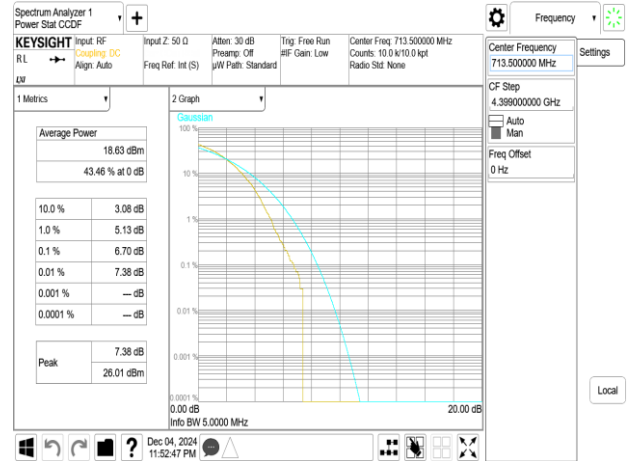 Spectrum Analyzer 1
Power Stat CCDF
Frequency
KEYSIGHT
RL
LXI
Input: RF
Coupling: DC
Align: Auto
Input Z: 50 Ω
Freq Ref: Int (S)
Atten: 30 dB
Preamp: Off
µW Path: Standard
Trig: Free Run
#IF Gain: Low
Center Freq: 713.500000 MHz
Counts: 10.0 k/10.0 kpt
Radio Std: None
Center Frequency
713.500000 MHz
Settings
CF Step
4.399000000 GHz
Auto
Man
Freq Offset
0 Hz
1 Metrics
Average Power
18.63 dBm
43.46 % at 0 dB
10.0 % 3.08 dB
1.0 % 5.13 dB
0.1 % 6.70 dB
0.01 % 7.38 dB
0.001 % --- dB
0.0001 % --- dB
Peak
7.38 dB
26.01 dBm
2 Graph
Gaussian
100 %
10 %
1 %
0.1 %
0.01 %
0.001 %
0.0001 %
0.00 dB 20.00 dB
Info BW 5.0000 MHz
Local
?
Dec 04, 2024
11:52:47 PM